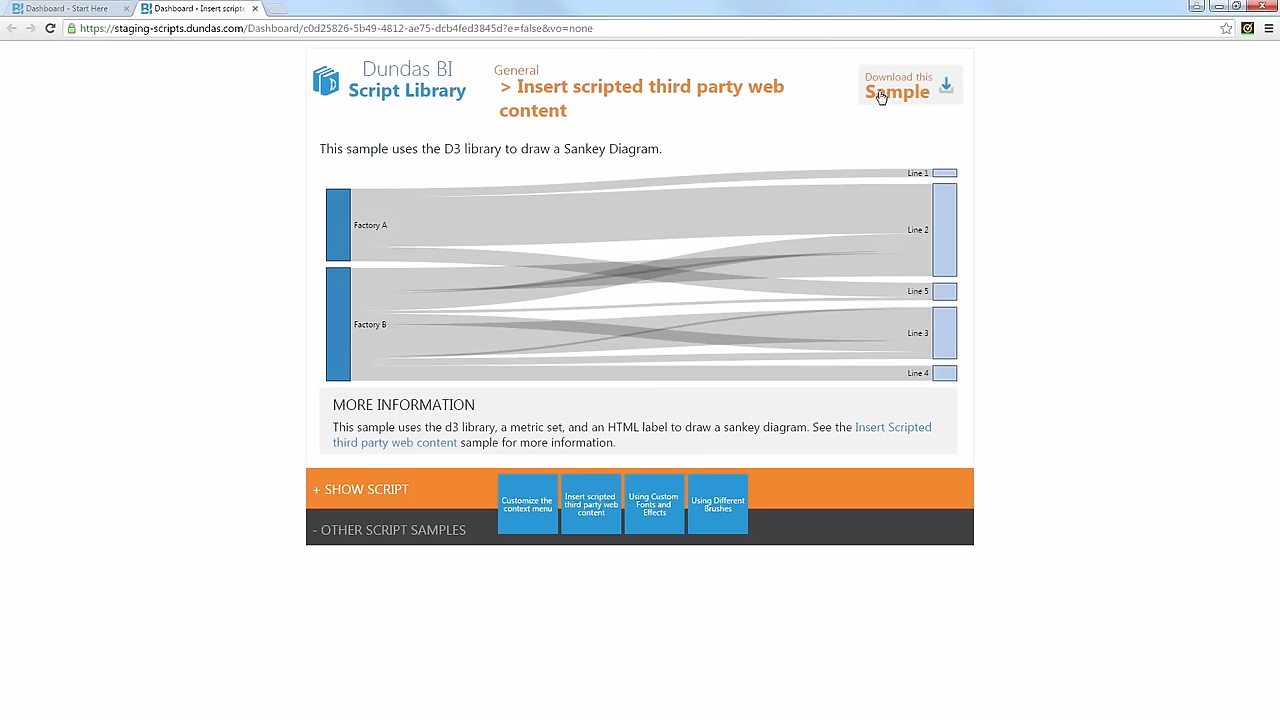 Dashboard - Start Here
Dashboard - Insert scripte
https://staging-scripts.dundas.com/Dashboard/c0d25826-5b49-4812-ae75-dcb4fed3845d?e=false&vo=none
Dundas BI
Script Library
General
> Insert scripted third party web
content
Download this
Sample
This sample uses the D3 library to draw a Sankey Diagram.
Line 1
Factory A
Line 2
Line 5
Factory B
Line 3
Line 4
MORE INFORMATION
This sample uses the d3 library, a metric set, and an HTML label to draw a sankey diagram. See the Insert Scripted
third party web content sample for more information.
+ SHOW SCRIPT
Customize the
context menu
Insert scripted
third party web
content
Using Custom
Fonts and
Effects
Using Different
Brushes
- OTHER SCRIPT SAMPLES